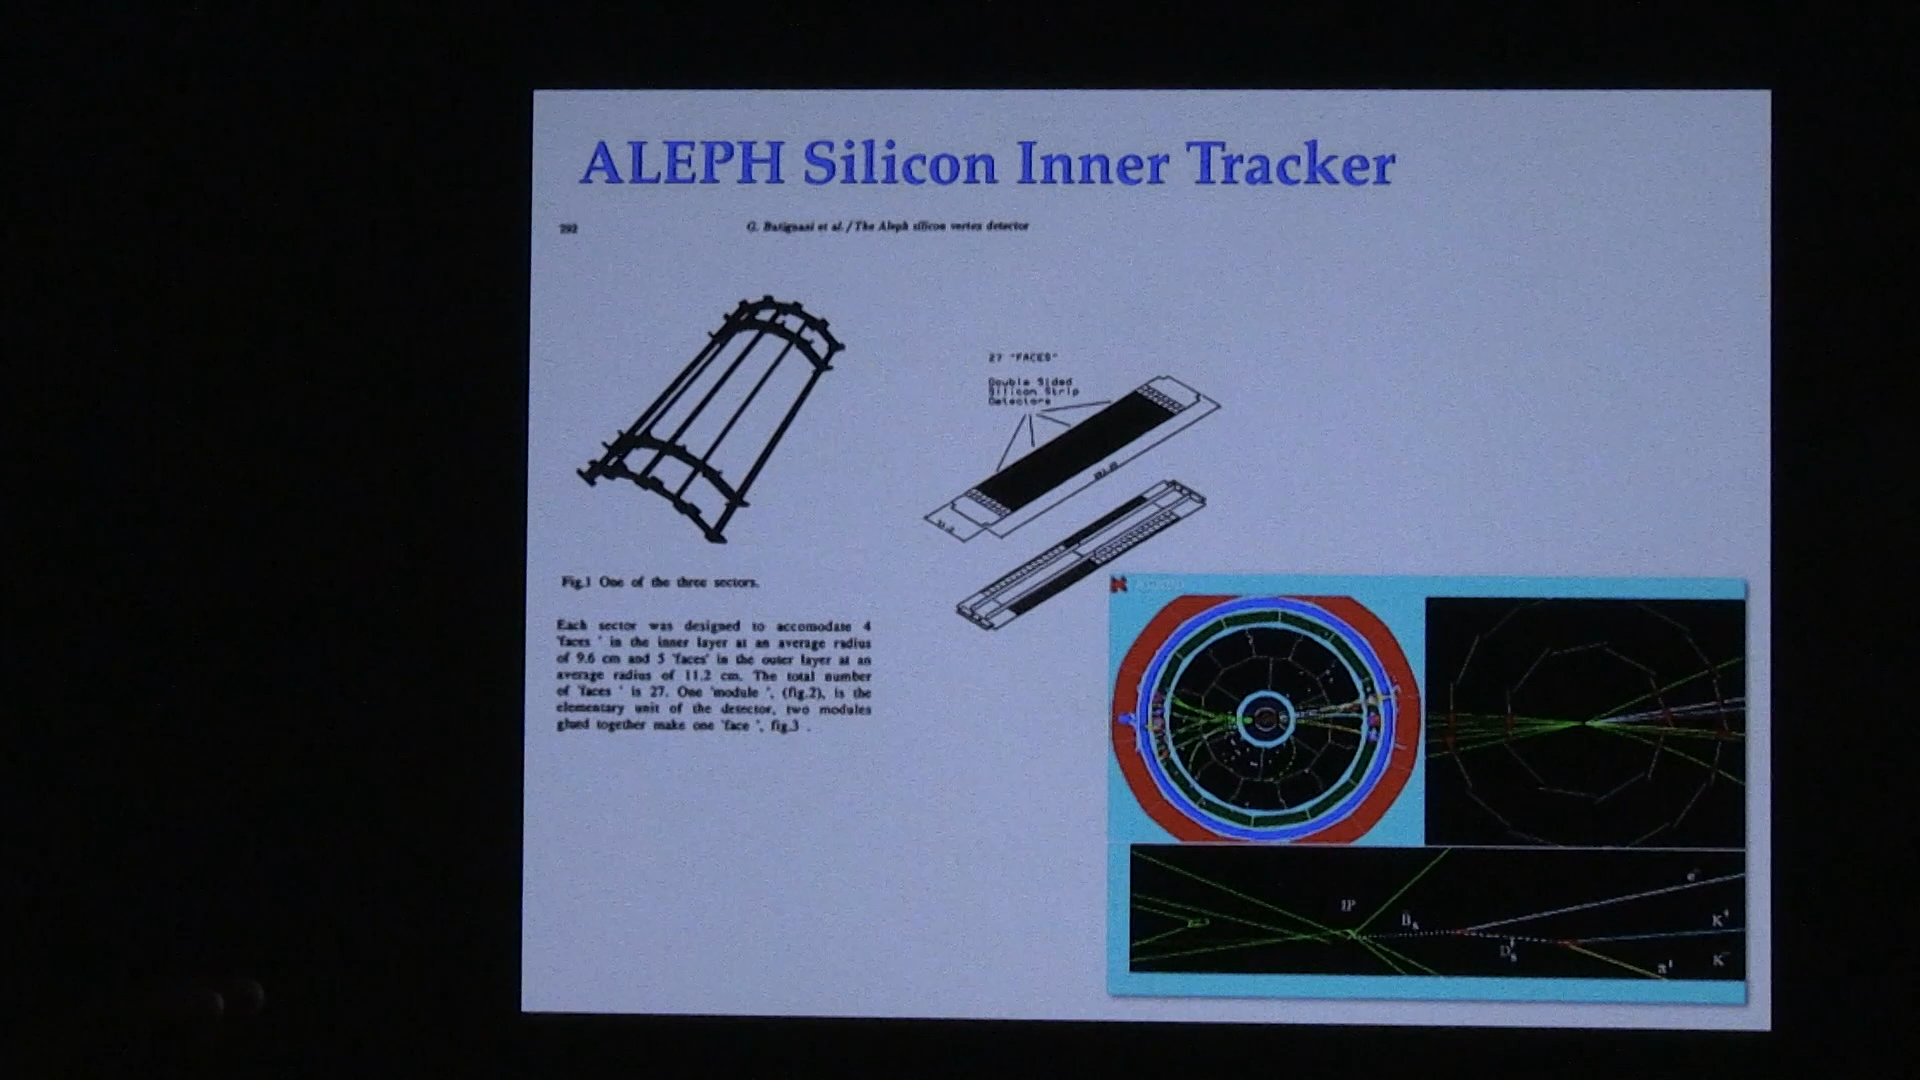 ALEPH Silicon Inner Tracker
292
G. Batignani et al. / The Aleph silicon vertex detector
27 "FACES"
Double Sided
Silicon Strip
Detectors
Fig.1 One of the three sectors.
Each sector was designed to accomodate 4
'faces ' in the inner layer at an average radius
of 9.6 cm and 5 'faces' in the outer layer at an
average radius of 11.2 cm. The total number
of 'faces ' is 27. One 'module ', (fig.2), is the
elementary unit of the detector, two modules
glued together make one 'face ', fig.3 .
IP
Bs
Ds
e-
K+
K-
π+